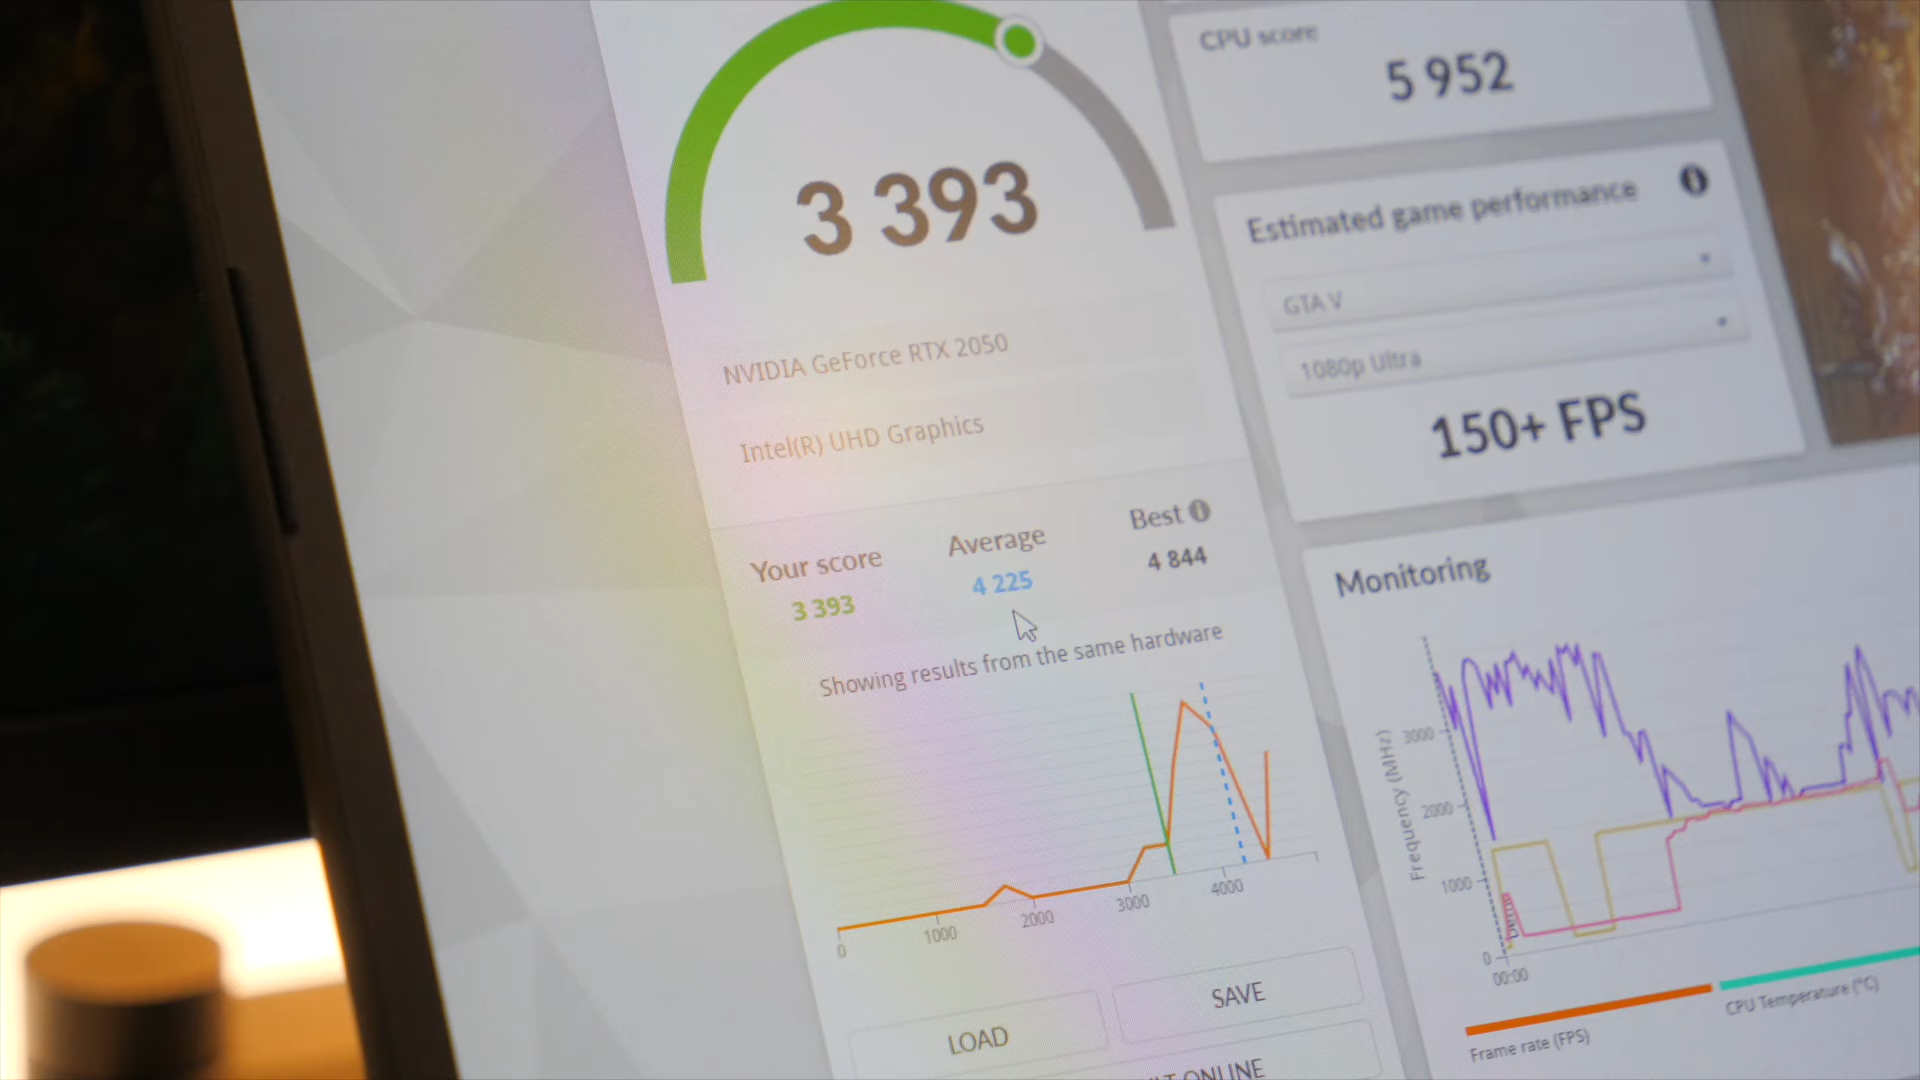 3 393
NVIDIA GeForce RTX 2050
Intel(R) UHD Graphics
Your score
3 393
Average
4 225
Best
4 844
Showing results from the same hardware
0
1000
2000
3000
4000
LOAD
SAVE
ONLINE
CPU score
5 952
Estimated game performance
GTA V
1080p Ultra
150+ FPS
Monitoring
Frequency (MHz)
3000
2000
1000
0
Demo
00:00
Frame rate (FPS)
CPU Temperature (°C)